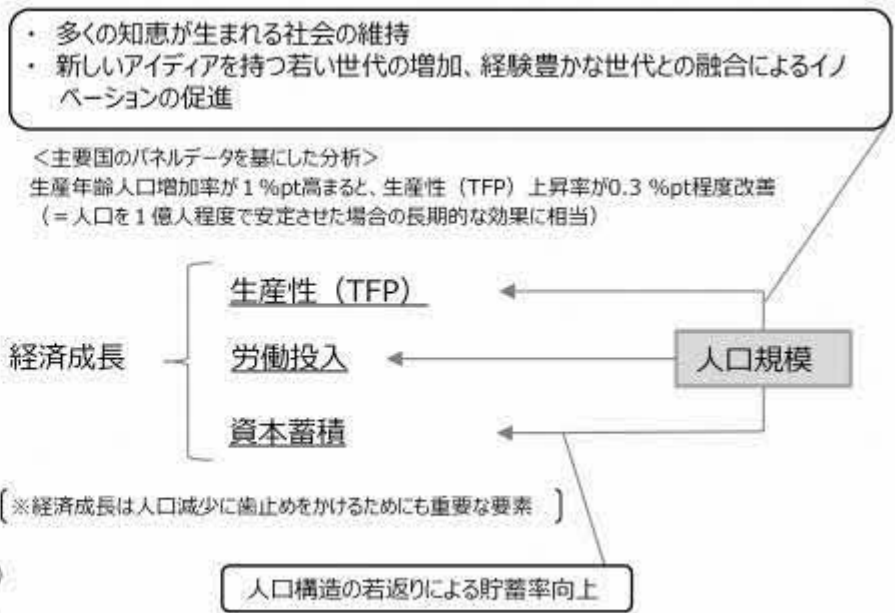 ・ 多くの知恵が生まれる社会の維持
・ 新しいアイディアを持つ若い世代の増加、経験豊かな世代との融合によるイノ
ベーションの促進
＜主要国のパネルデータを基にした分析＞
生産年齢人口増加率が１%pt高まると、生産性（TFP）上昇率が0.3 %pt程度改善
（＝人口を１億人程度で安定させた場合の長期的な効果に相当）
生産性（TFP）
経済成長
労働投入
人口規模
資本蓄積
※経済成長は人口減少に歯止めをかけるためにも重要な要素
人口構造の若返りによる貯蓄率向上